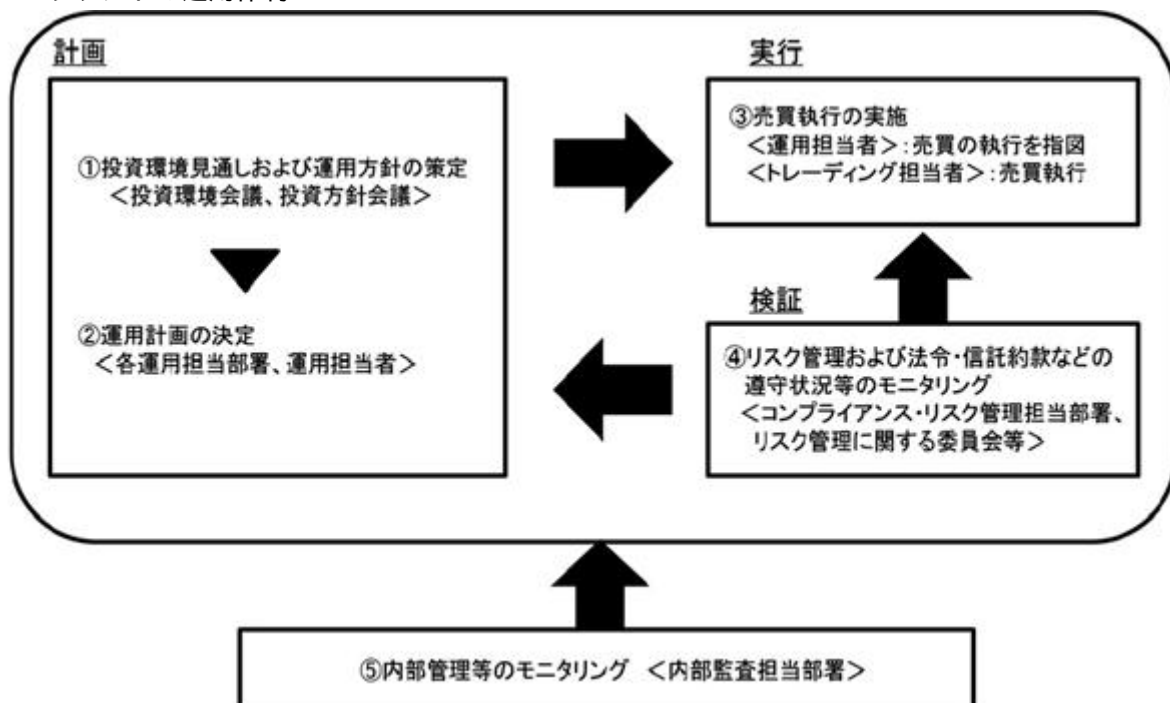 計画
①投資環境見通しおよび運用方針の策定
＜投資環境会議、投資方針会議＞
②運用計画の決定
＜各運用担当部署、運用担当者＞
実行
③売買執行の実施
＜運用担当者＞：売買の執行を指図
＜トレーディング担当者＞：売買執行
検証
④リスク管理および法令・信託約款などの
遵守状況等のモニタリング
＜コンプライアンス・リスク管理担当部署、
リスク管理に関する委員会等＞
⑤内部管理等のモニタリング ＜内部監査担当部署＞